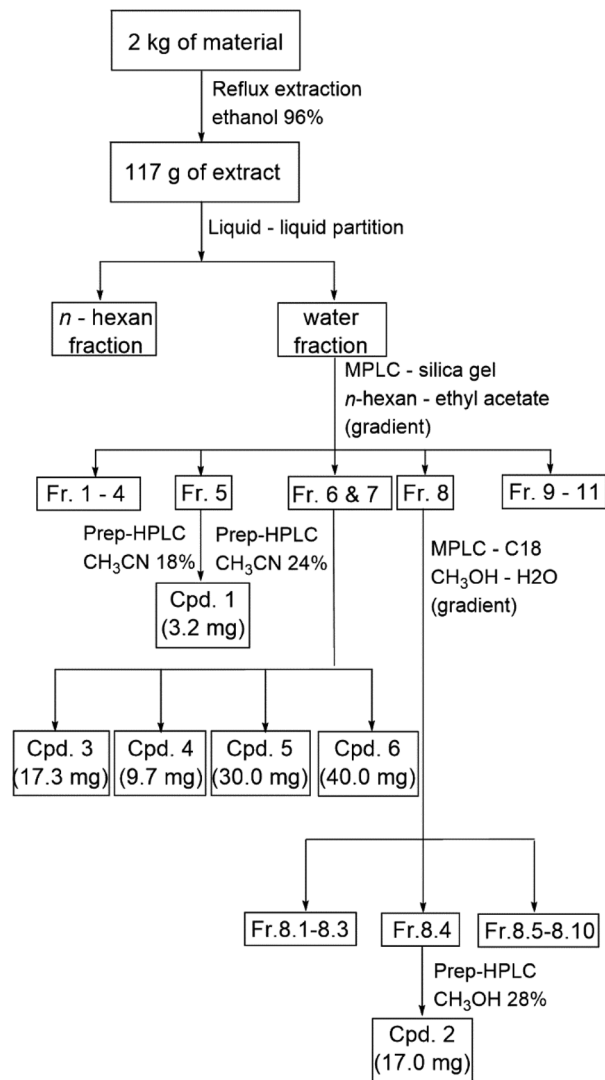 2 kg of material
Reflux extraction
ethanol 96%
117 g of extract
Liquid - liquid partition
n - hexan
fraction
water
fraction
MPLC - silica gel
n-hexan - ethyl acetate
(gradient)
Fr. 1 - 4
Fr. 5
Fr. 6 & 7
Fr. 8
Fr. 9 - 11
Prep-HPLC
CH₃CN 18%
Prep-HPLC
CH₃CN 24%
MPLC - C18
CH₃OH - H2O
(gradient)
Cpd. 1
(3.2 mg)
Cpd. 3
(17.3 mg)
Cpd. 4
(9.7 mg)
Cpd. 5
(30.0 mg)
Cpd. 6
(40.0 mg)
Fr.8.1-8.3
Fr.8.4
Fr.8.5-8.10
Prep-HPLC
CH₃OH 28%
Cpd. 2
(17.0 mg)